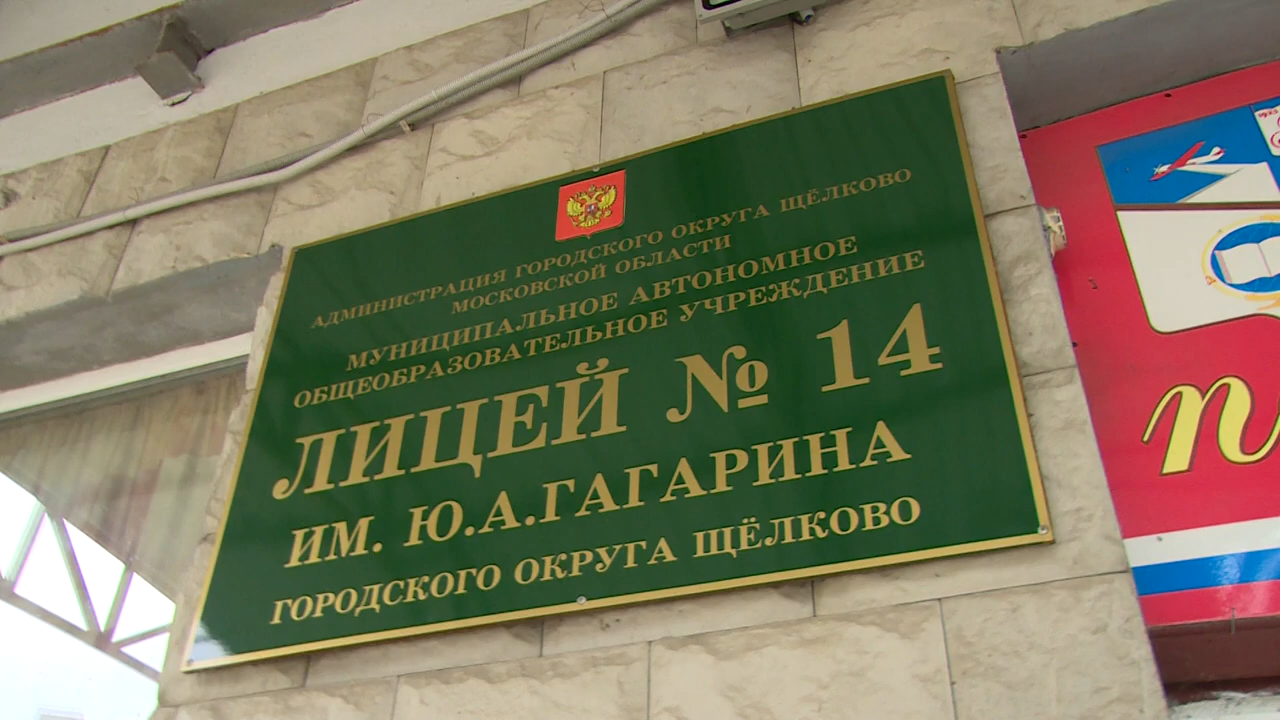 АДМИНИСТРАЦИЯ ГОРОДСКОГО ОКРУГА ЩЁЛКОВО
МОСКОВСКОЙ ОБЛАСТИ
МУНИЦИПАЛЬНОЕ АВТОНОМНОЕ
ОБЩЕОБРАЗОВАТЕЛЬНОЕ УЧРЕЖДЕНИЕ
ЛИЦЕЙ № 14
ИМ. Ю.А.ГАГАРИНА
ГОРОДСКОГО ОКРУГА ЩЁЛКОВО